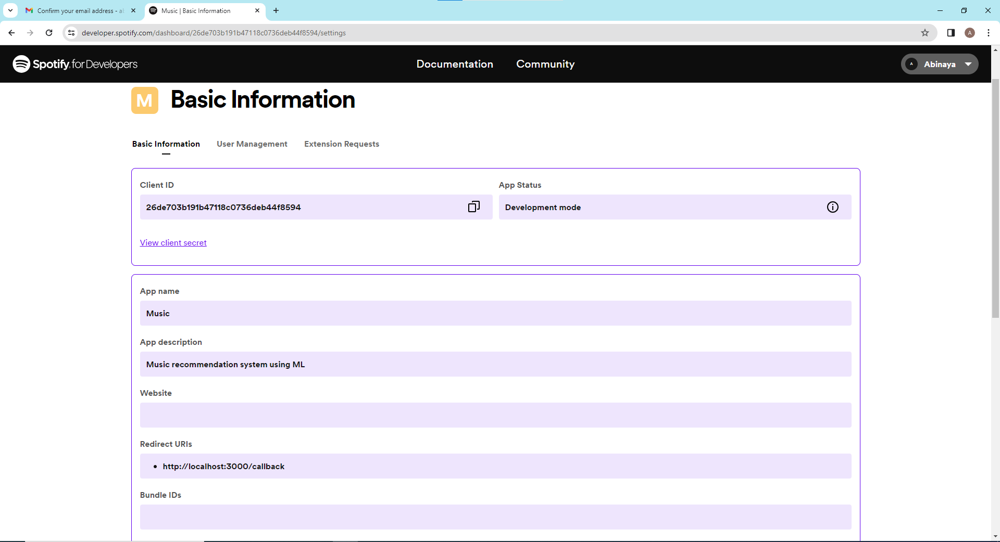 Confirm your email address - a
Music | Basic Information
developer.spotify.com/dashboard/26de703b191b47118c0736deb44f8594/settings
A
Spotify for Developers
Documentation
Community
A
Abinaya
M
Basic Information
Basic Information
User Management
Extension Requests
Client ID
App Status
26de703b191b47118c0736deb44f8594
Development mode
View client secret
App name
Music
App description
Music recommendation system using ML
Website
Redirect URIs
• http://localhost:3000/callback
Bundle IDs